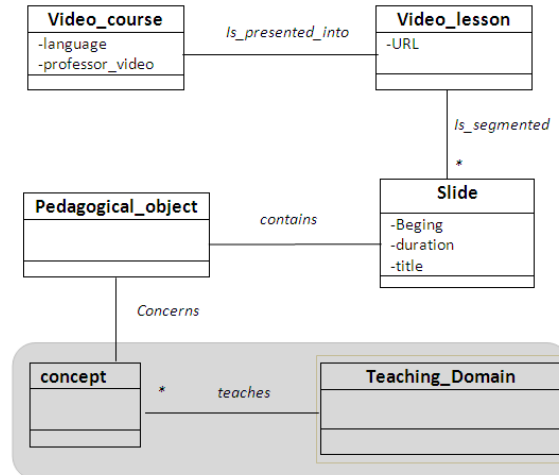 Video_course
-language
-professor_video
Is_presented_into
Video_lesson
-URL
Is_segmented
*
Slide
-Beging
-duration
-title
contains
Pedagogical_object
Concerns
concept
*
teaches
Teaching_Domain